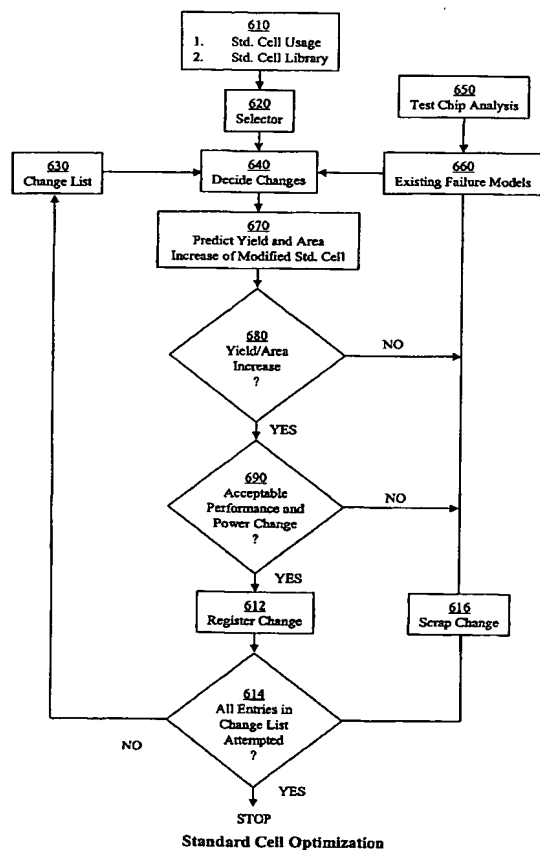 610
1. Std. Cell Usage
2. Std. Cell Library
650
Test Chip Analysis
620
Selector
630
Change List
640
Decide Changes
660
Existing Failure Models
670
Predict Yield and Area
Increase of Modified Std. Cell
680
Yield/Area
Increase
?
NO
YES
690
Acceptable
Performance and
Power Change
?
NO
YES
612
Register Change
616
Scrap Change
614
All Entries in
Change List
Attempted
?
NO
YES
STOP
Standard Cell Optimization